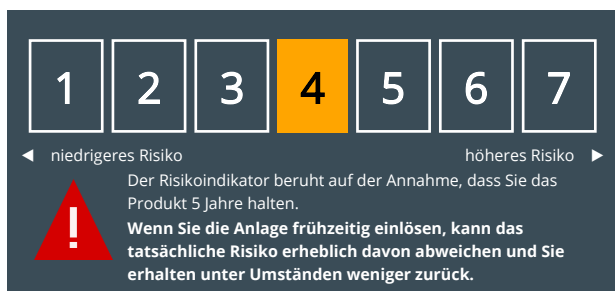 1 2 3 4 5 6 7
◀ niedrigeres Risiko höheres Risiko ▶
Der Risikoindikator beruht auf der Annahme, dass Sie das
Produkt 5 Jahre halten.
Wenn Sie die Anlage frühzeitig einlösen, kann das
tatsächliche Risiko erheblich davon abweichen und Sie
erhalten unter Umständen weniger zurück.
!